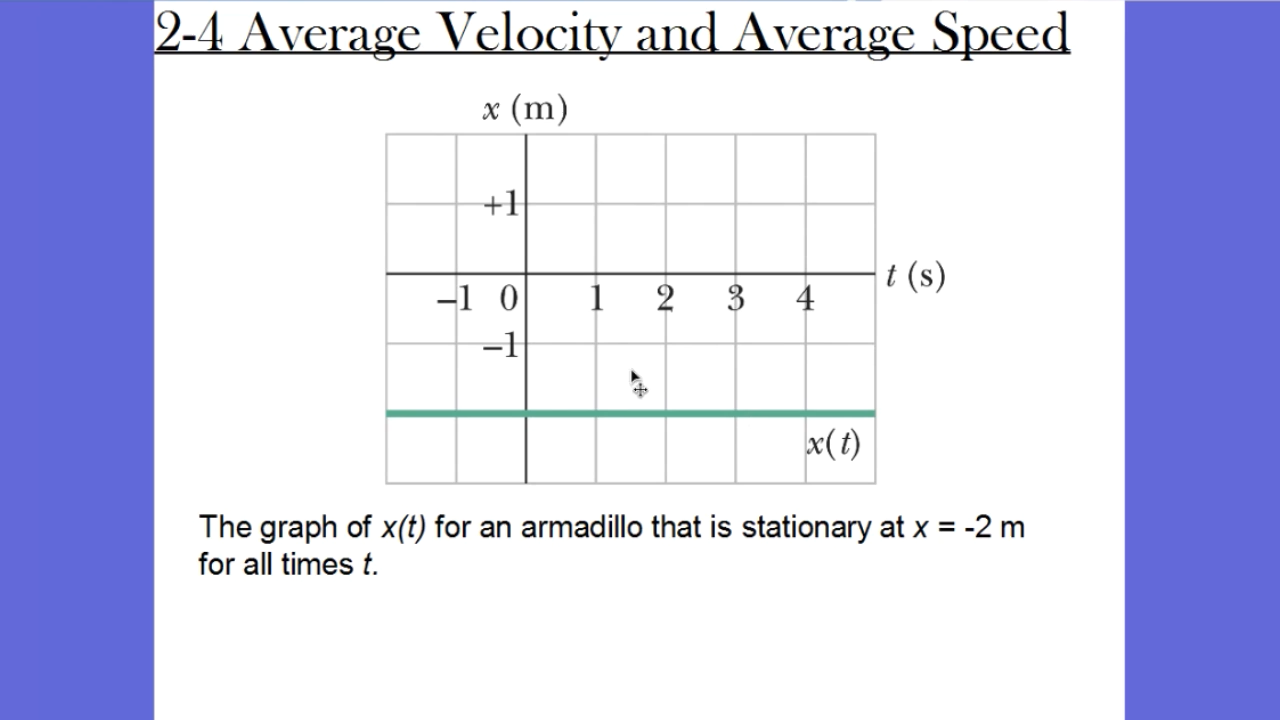 2-4 Average Velocity and Average Speed
x (m)
+1
t (s)
–1 0 1 2 3 4
–1
x(t)
The graph of x(t) for an armadillo that is stationary at x = -2 m
for all times t.